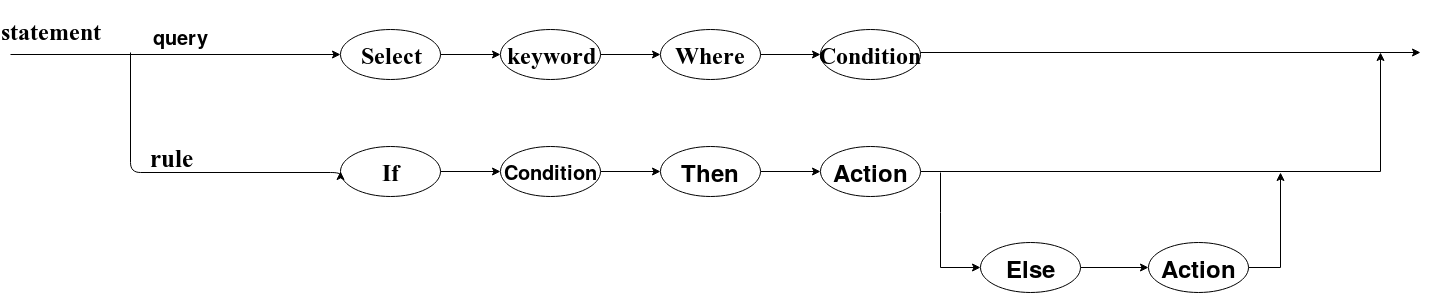 statement
query
Select
keyword
Where
Condition
rule
If
Condition
Then
Action
Else
Action